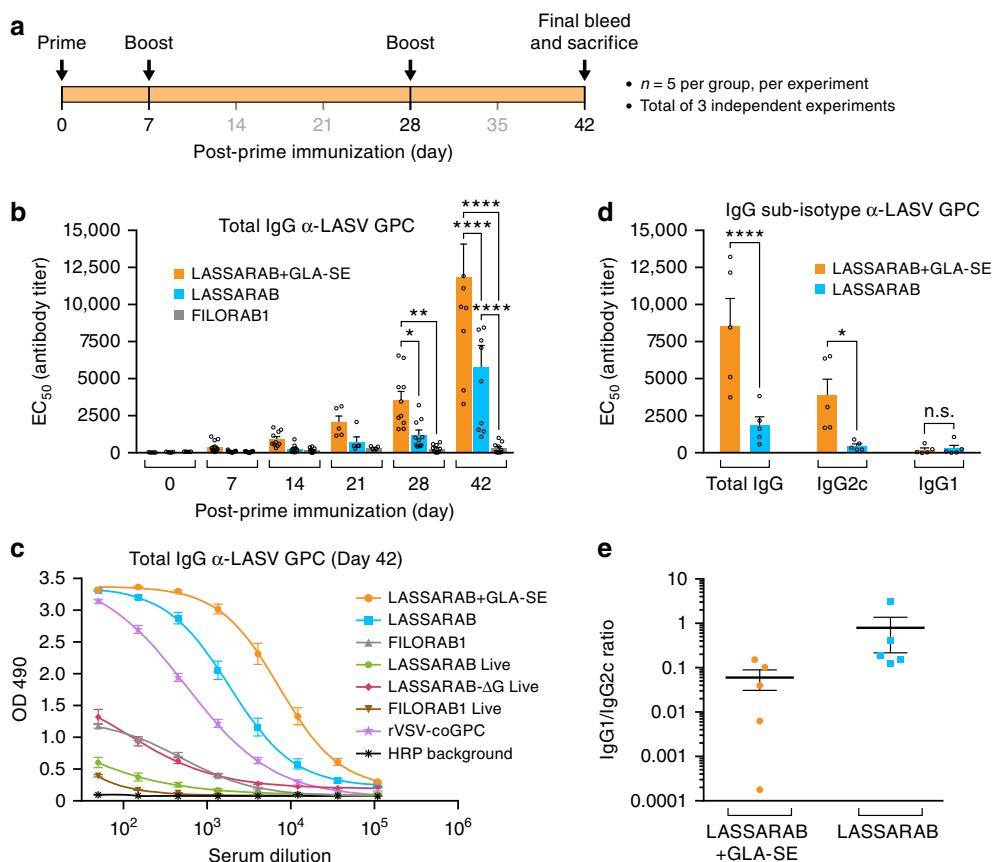 a
Prime
Boost
Boost
Final bleed
and sacrifice
0
7
14
21
28
35
42
Post-prime immunization (day)
• n = 5 per group, per experiment
• Total of 3 independent experiments
b
Total IgG α-LASV GPC
EC50 (antibody titer)
15,000
12,500
10,000
7500
5000
2500
0
LASSARAB+GLA-SE
LASSARAB
FILORAB1
*
**
****
****
****
0
7
14
21
28
42
Post-prime immunization (day)
d
IgG sub-isotype α-LASV GPC
EC50 (antibody titer)
15,000
12,500
10,000
7500
5000
2500
0
LASSARAB+GLA-SE
LASSARAB
****
*
n.s.
Total IgG
IgG2c
IgG1
c
Total IgG α-LASV GPC (Day 42)
OD 490
3.5
3.0
2.5
2.0
1.5
1.0
0.5
0
LASSARAB+GLA-SE
LASSARAB
FILORAB1
LASSARAB Live
LASSARAB-ΔG Live
FILORAB1 Live
rVSV-coGPC
HRP background
10²
10³
10⁴
10⁵
10⁶
Serum dilution
e
IgG1/IgG2c ratio
10
1
0.1
0.01
0.001
0.0001
LASSARAB
+GLA-SE
LASSARAB